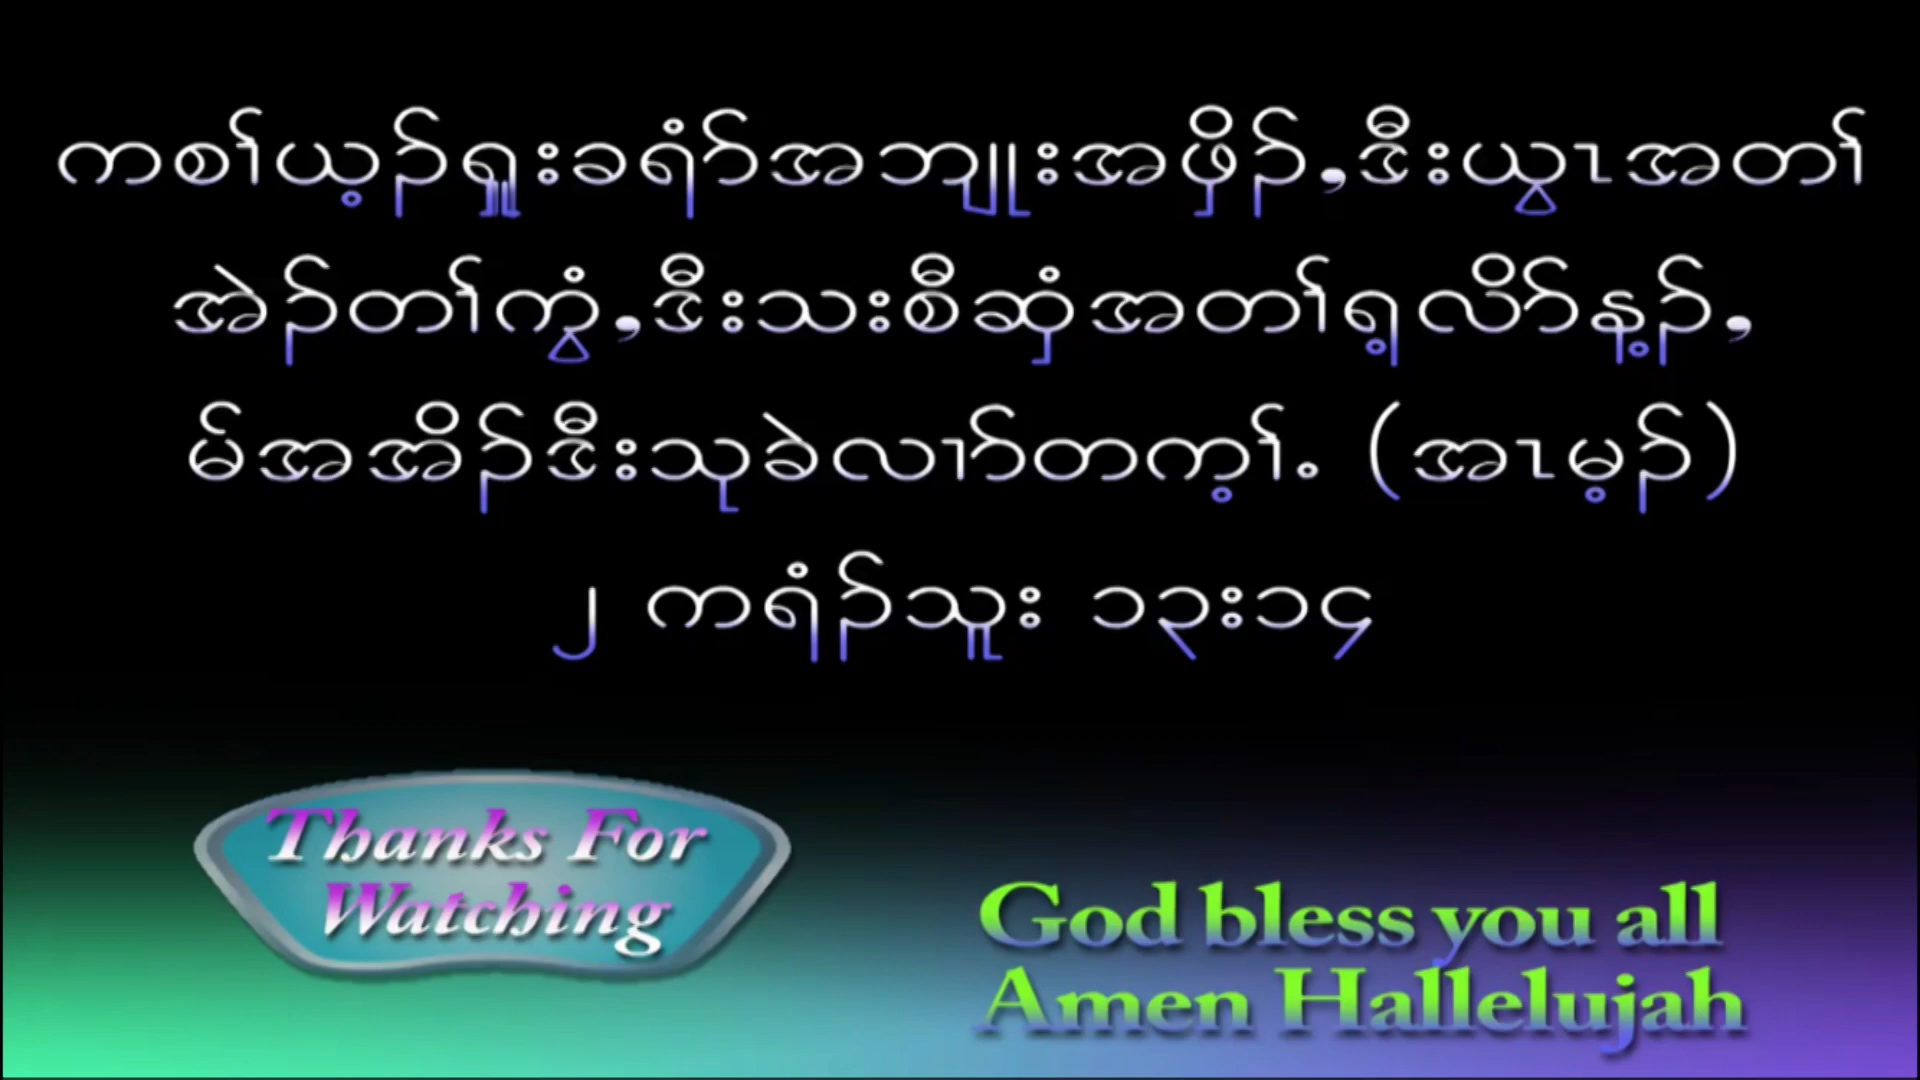 ကစၢ်ယ့ၣ်ရှူးခရံာ်အဘျုးအဖှိၣ်,ဒီးယွၤအတၢ်
အဲၣ်တၢ်ကွံ,ဒီးသးစီဆှံအတၢ်ရ့လိာ်န့ၣ်,
မ်အအိၣ်ဒီးသုခဲလၢာ်တက့ၢ်. (အၤမ့ၣ်)
၂ ကရံၣ်သူး ၁၃း၁၄
Thanks For
Watching
God bless you all
Amen Hallelujah